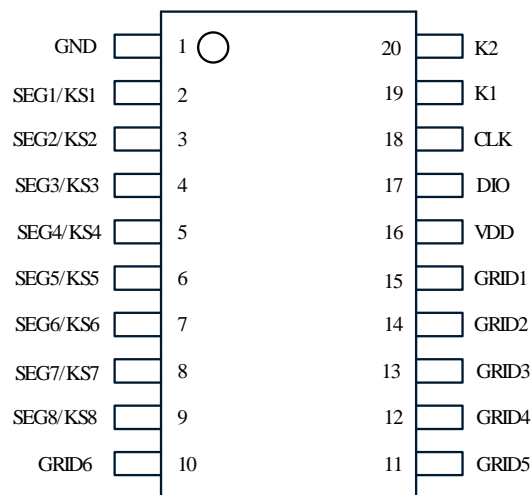 GND 1 20 K2
SEG1/KS1 2 19 K1
SEG2/KS2 3 18 CLK
SEG3/KS3 4 17 DIO
SEG4/KS4 5 16 VDD
SEG5/KS5 6 15 GRID1
SEG6/KS6 7 14 GRID2
SEG7/KS7 8 13 GRID3
SEG8/KS8 9 12 GRID4
GRID6 10 11 GRID5